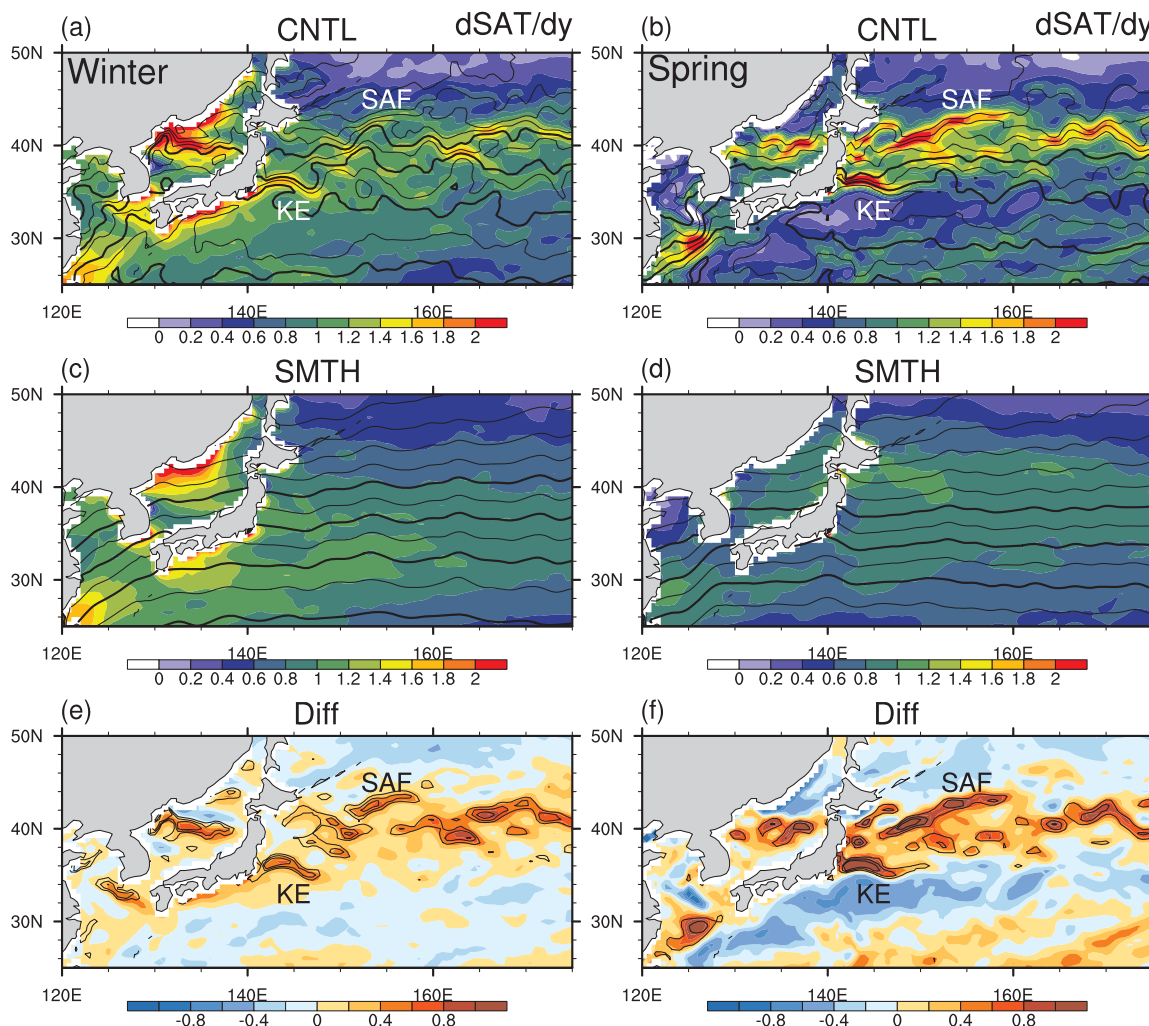 (a) CNTL dSAT/dy
50N
Winter
SAF
40N
KE
30N
120E 140E 160E
0 0.2 0.4 0.6 0.8 1 1.2 1.4 1.6 1.8 2
(b) CNTL dSAT/dy
50N
Spring
SAF
40N
KE
30N
120E 140E 160E
0 0.2 0.4 0.6 0.8 1 1.2 1.4 1.6 1.8 2
(c) SMTH
50N
40N
30N
120E 140E 160E
0 0.2 0.4 0.6 0.8 1 1.2 1.4 1.6 1.8 2
(d) SMTH
50N
40N
30N
120E 140E 160E
0 0.2 0.4 0.6 0.8 1 1.2 1.4 1.6 1.8 2
(e) Diff
50N
SAF
40N
KE
30N
120E 140E 160E
-0.8 -0.4 0 0.4 0.8
(f) Diff
50N
SAF
40N
KE
30N
120E 140E 160E
-0.8 -0.4 0 0.4 0.8